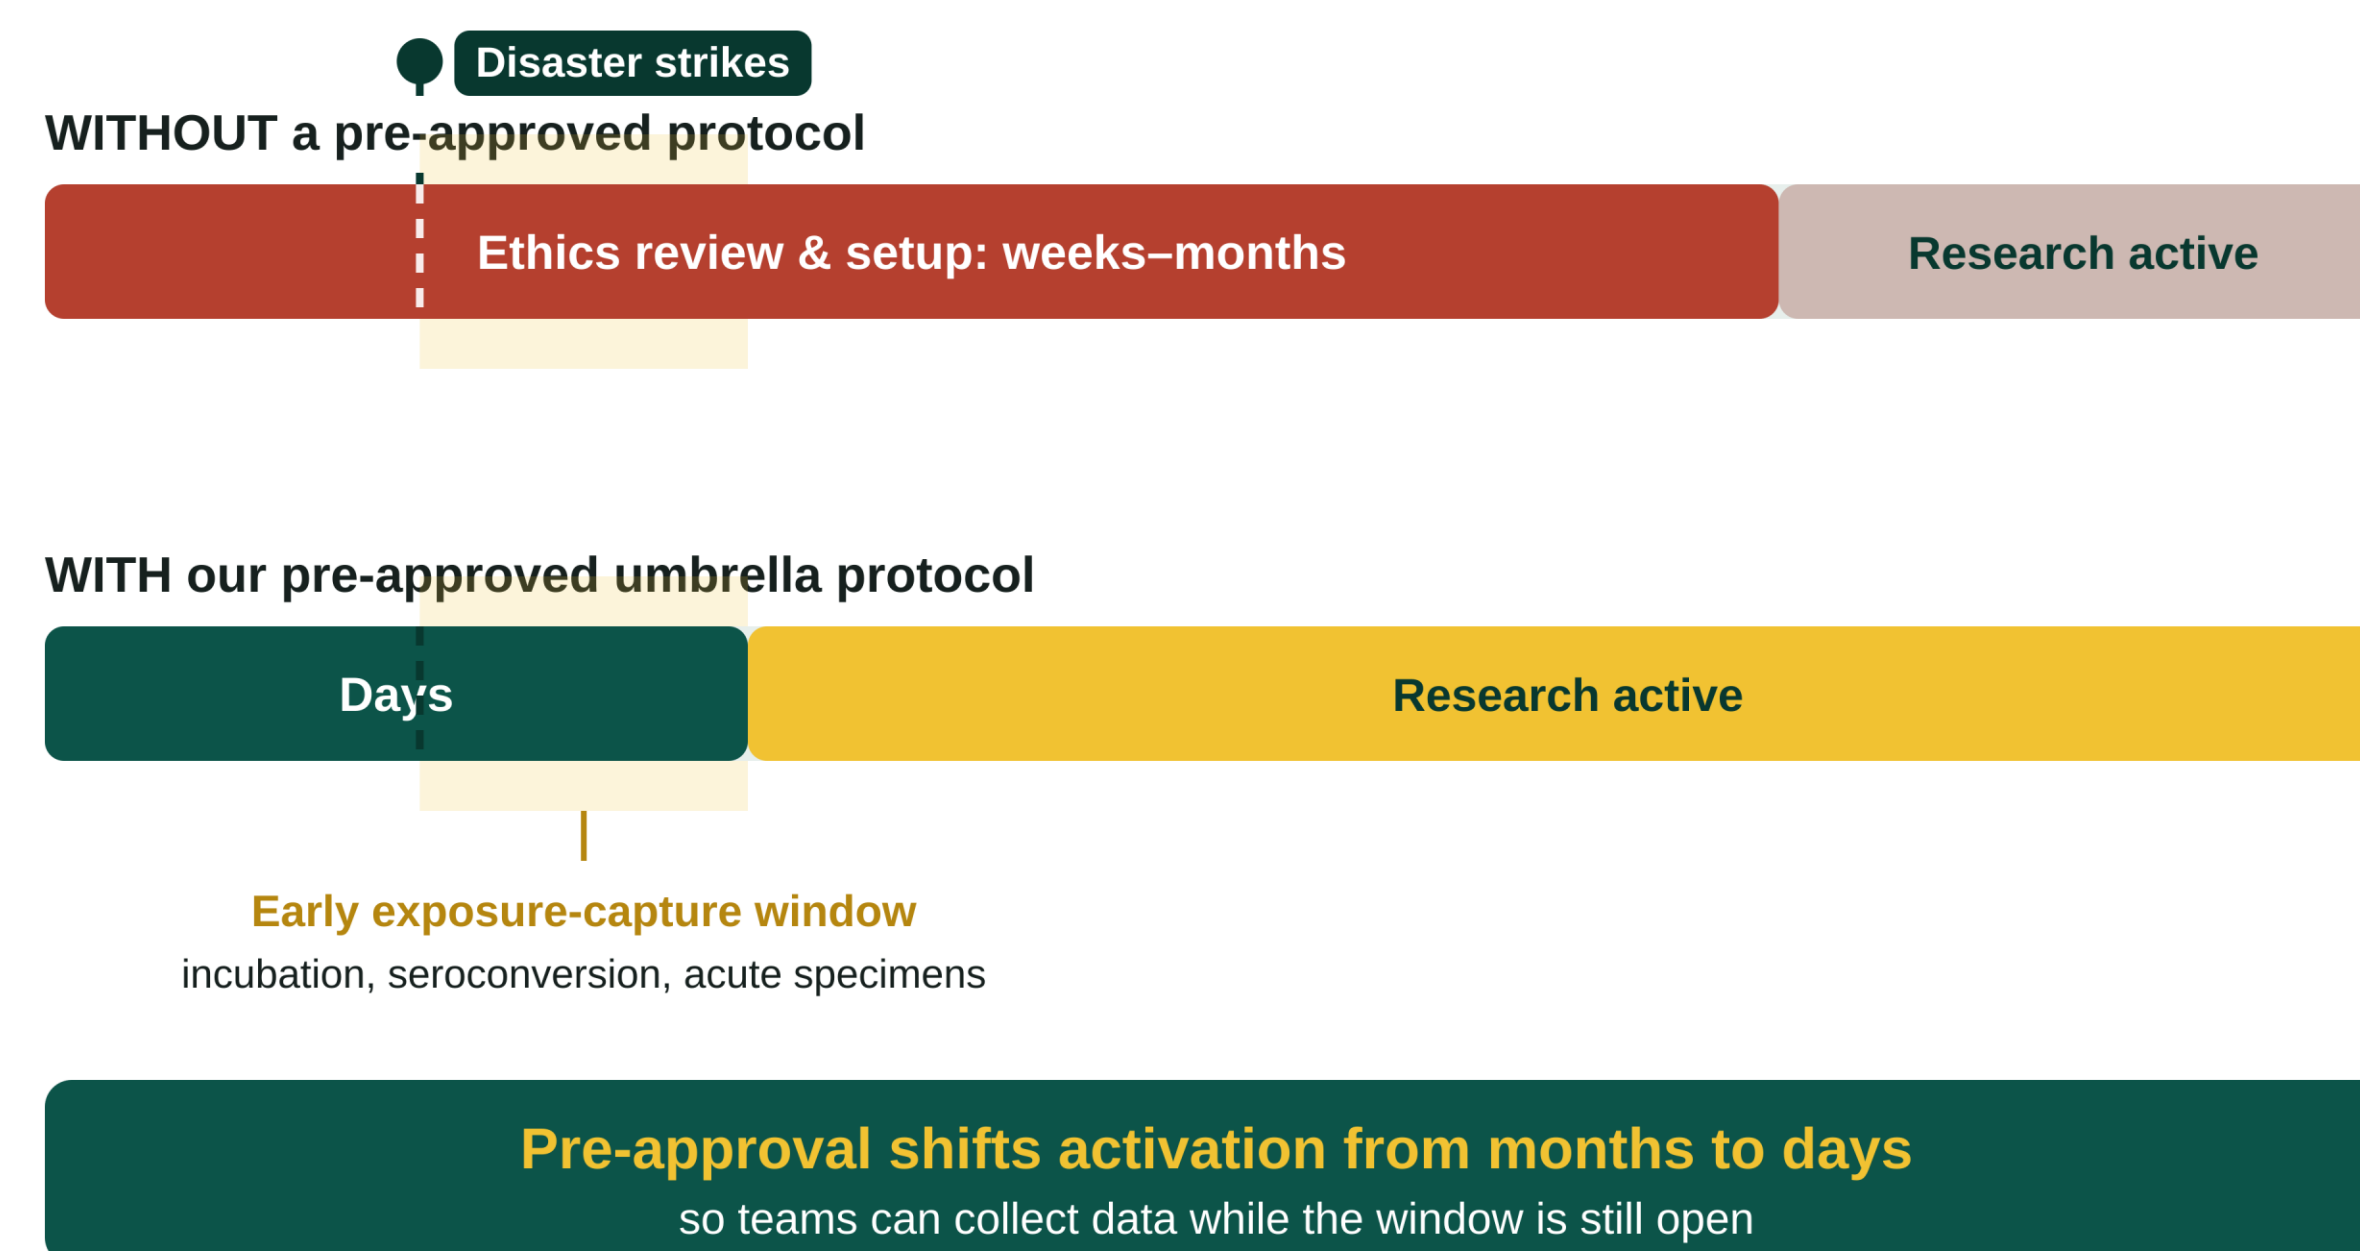 Disaster strikes
WITHOUT a pre-approved protocol
Ethics review & setup: weeks–months
Research active
WITH our pre-approved umbrella protocol
Days
Research active
Early exposure-capture window
incubation, seroconversion, acute specimens
Pre-approval shifts activation from months to days
so teams can collect data while the window is still open